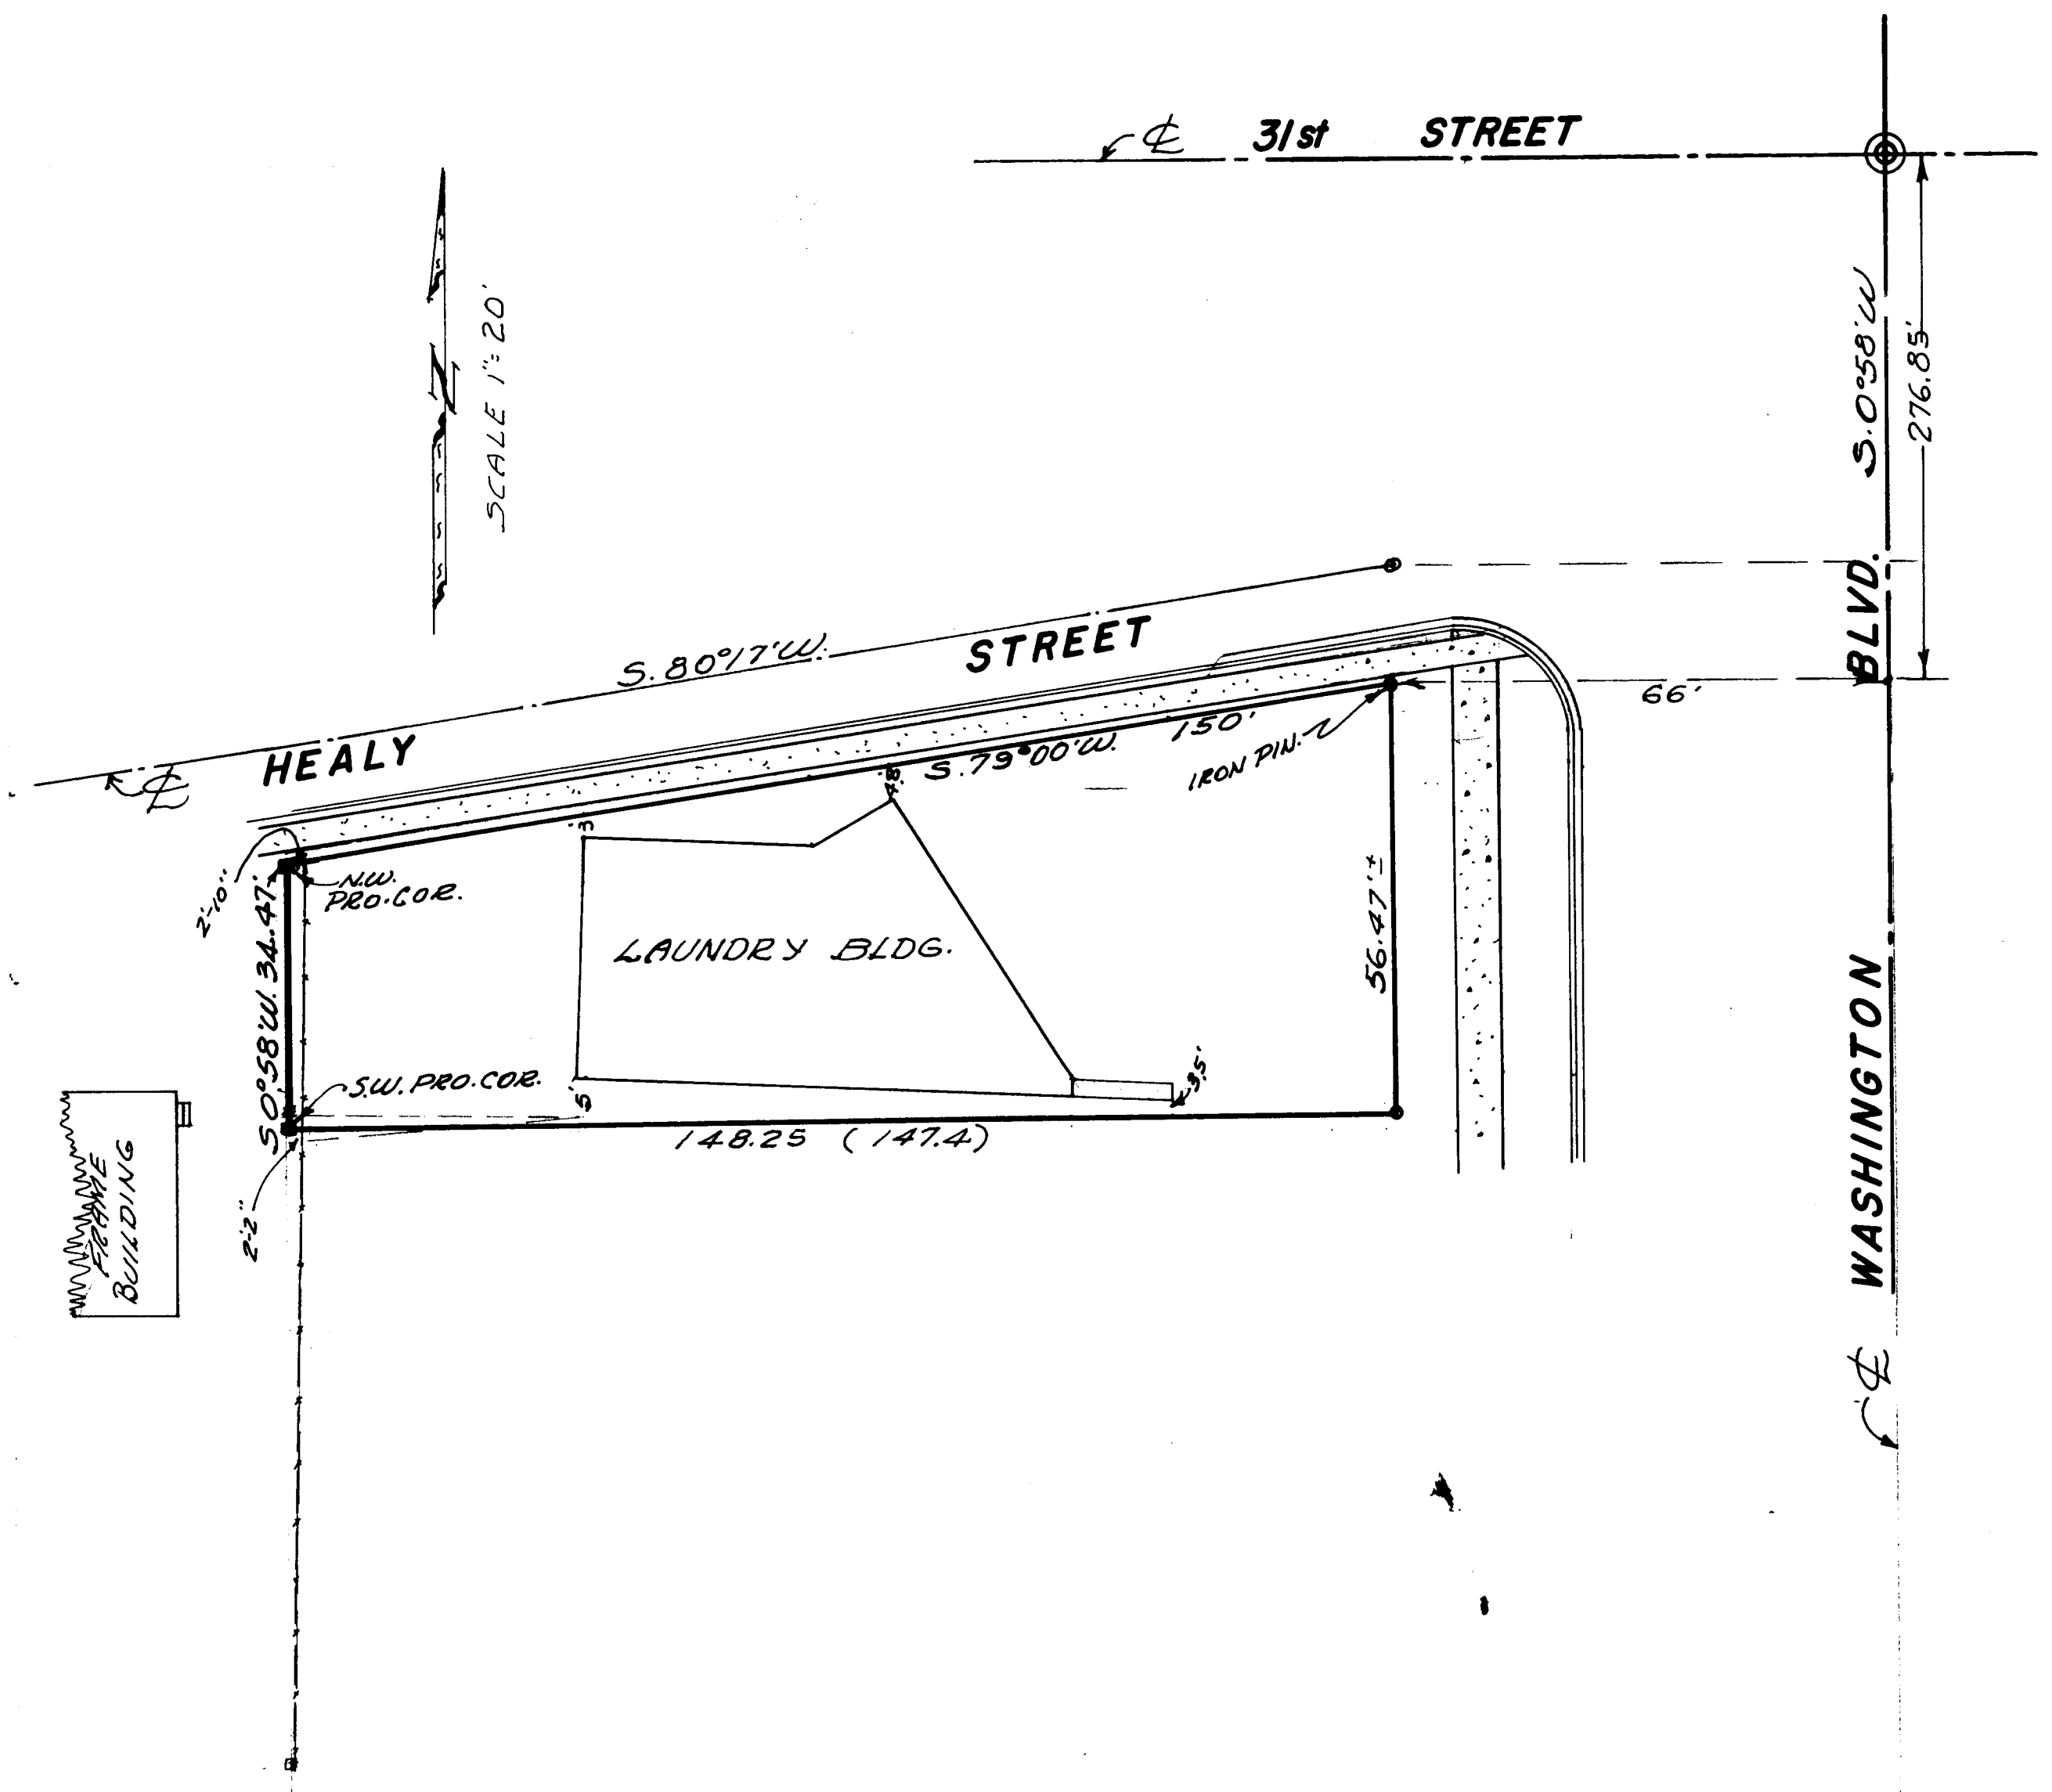 ℄ 31st STREET
N
SCALE 1"=20'
S.0°58'W
276.85'
BLVD.
S.80°17'W.
STREET
HEALY
℄
66'
150'
S.79°00'W.
IRON PIN.
4.8'
3'
2'-10"
N.W.
PRO.COR.
S0°58'W. 34.47'
LAUNDRY BLDG.
56.47'±
S.W. PRO.COR.
5'
3.5'
148.25 (147.4)
2'-2"
FRAME
BUILDING
WASHINGTON
℄